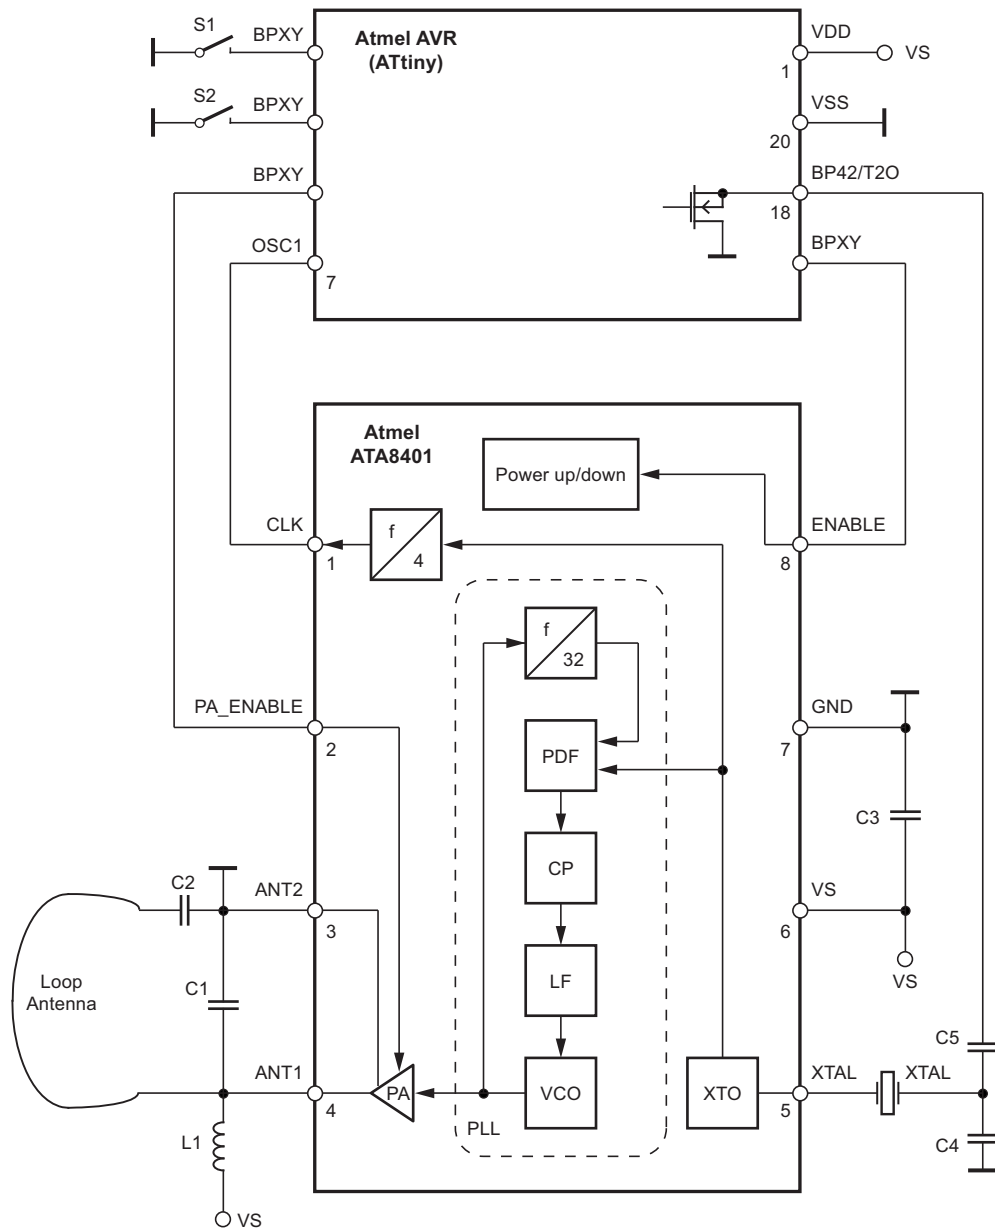 S1
BPXY
Atmel AVR
(ATtiny)
VDD
1
VS
S2
BPXY
VSS
20
BPXY
BP42/T2O
18
OSC1
7
BPXY
Atmel
ATA8401
Power up/down
CLK
1
f
4
ENABLE
8
f
32
PA_ENABLE
2
PDF
GND
7
C3
CP
C2
ANT2
3
VS
6
VS
Loop
Antenna
C1
LF
C5
ANT1
4
PA
VCO
XTO
XTAL
5
XTAL
PLL
L1
C4
VS